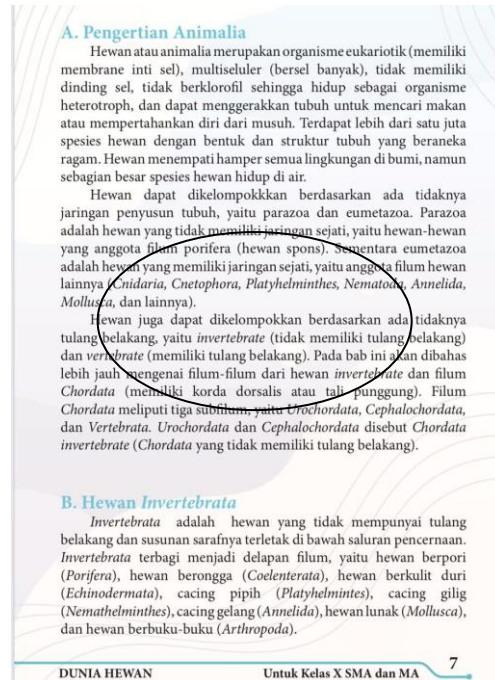 A. Pengertian Animalia
Hewan atau animalia merupakan organisme eukariotik (memiliki
membrane inti sel), multiseluler (bersel banyak), tidak memiliki
dinding sel, tidak berklorofil sehingga hidup sebagai organisme
heterotroph, dan dapat menggerakkan tubuh untuk mencari makan
atau mempertahankan diri dari musuh. Terdapat lebih dari satu juta
spesies hewan dengan bentuk dan struktur tubuh yang beraneka
ragam. Hewan menempati hamper semua lingkungan di bumi, namun
sebagian besar spesies hewan hidup di air.
Hewan dapat dikelompokkkan berdasarkan ada tidaknya
jaringan penyusun tubuh, yaitu parazoa dan eumetazoa. Parazoa
adalah hewan yang tidak memiliki jaringan sejati, yaitu hewan-hewan
yang anggota filum porifera (hewan spons). Sementara eumetazoa
adalah hewan yang memiliki jaringan sejati, yaitu anggota filum hewan
lainnya (Cnidaria, Cnetophora, Platyhelminthes, Nematoda, Annelida,
Mollusca, dan lainnya).
Hewan juga dapat dikelompokkan berdasarkan ada tidaknya
tulang belakang, yaitu invertebrate (tidak memiliki tulang belakang)
dan vertebrate (memiliki tulang belakang). Pada bab ini akan dibahas
lebih jauh mengenai filum-filum dari hewan invertebrate dan filum
Chordata (memiliki korda dorsalis atau tali punggung). Filum
Chordata meliputi tiga subfilum, yaitu Urochordata, Cephalochordata,
dan Vertebrata. Urochordata dan Cephalochordata disebut Chordata
invertebrate (Chordata yang tidak memiliki tulang belakang).
B. Hewan Invertebrata
Invertebrata adalah hewan yang tidak mempunyai tulang
belakang dan susunan sarafnya terletak di bawah saluran pencernaan.
Invertebrata terbagi menjadi delapan filum, yaitu hewan berpori
(Porifera), hewan berongga (Coelenterata), hewan berkulit duri
(Echinodermata), cacing pipih (Platyhelmintes), cacing gilig
(Nemathelminthes), cacing gelang (Annelida), hewan lunak (Mollusca),
dan hewan berbuku-buku (Arthropoda).
7
DUNIA HEWAN Untuk Kelas X SMA dan MA